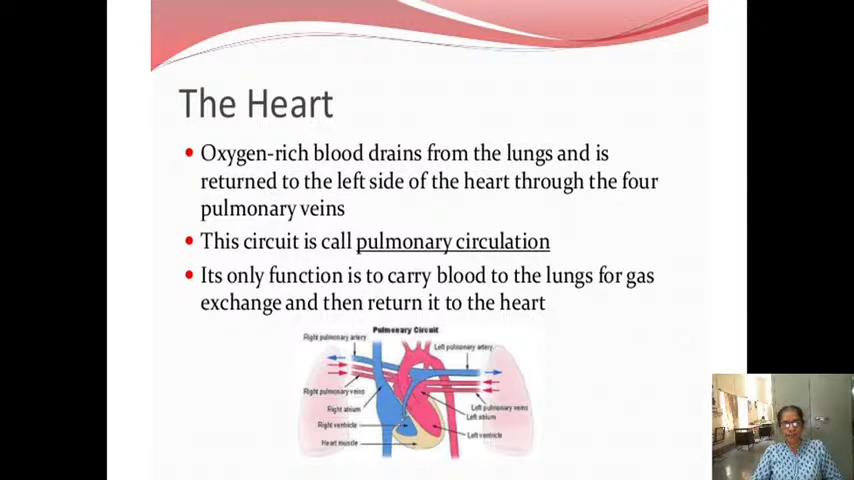 The Heart
Oxygen-rich blood drains from the lungs and is
returned to the left side of the heart through the four
pulmonary veins
This circuit is call pulmonary circulation
Its only function is to carry blood to the lungs for gas
exchange and then return it to the heart
Pulmonary Circuit
Right pulmonary artery
Left pulmonary artery
Right pulmonary veins
Left pulmonary veins
Right atrium
Left atrium
Right ventricle
Left ventricle
Heart muscle